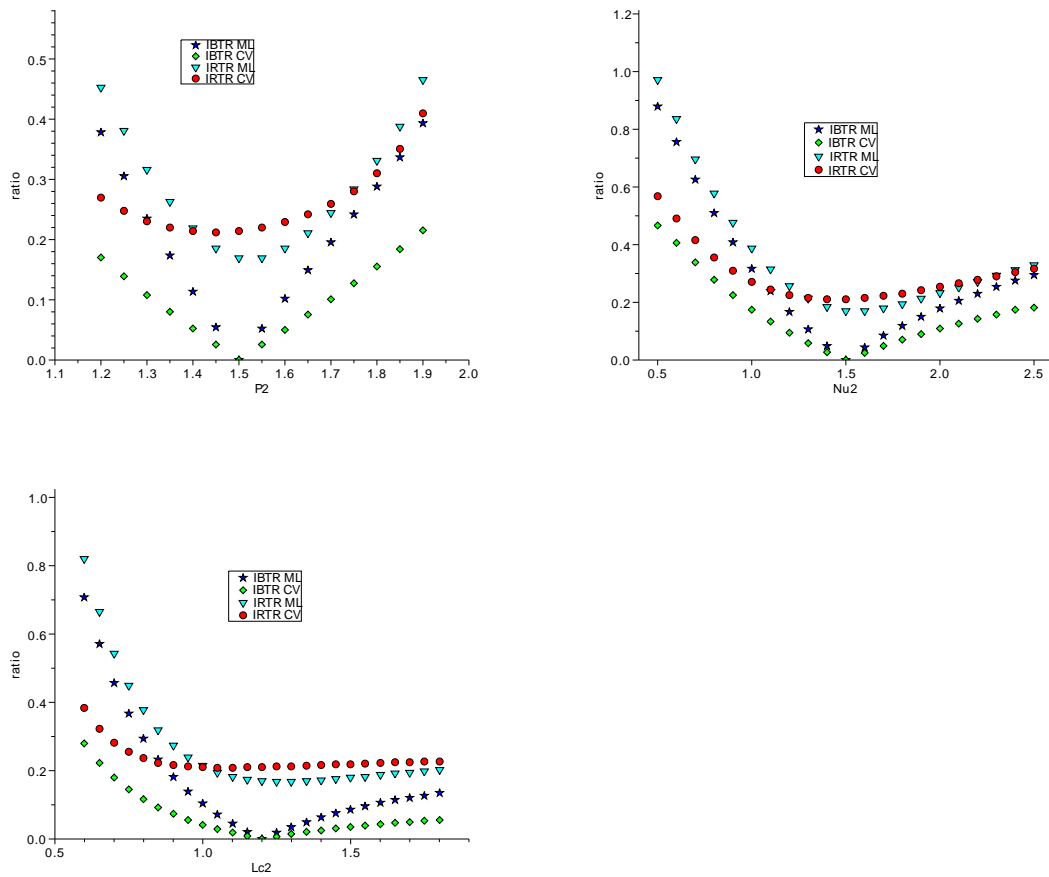 IBTR ML
IBTR CV
IRTR ML
IRTR CV
ratio
0.5
0.4
0.3
0.2
0.1
0.0
1.1 1.2 1.3 1.4 1.5 1.6 1.7 1.8 1.9 2.0
P2
1.2
1.0
0.8
0.6
0.4
0.2
0.0
ratio
IBTR ML
IBTR CV
IRTR ML
IRTR CV
0.5 1.0 1.5 2.0 2.5
Nu2
1.0
0.8
0.6
0.4
0.2
0.0
ratio
IBTR ML
IBTR CV
IRTR ML
IRTR CV
0.5 1.0 1.5
Lc2